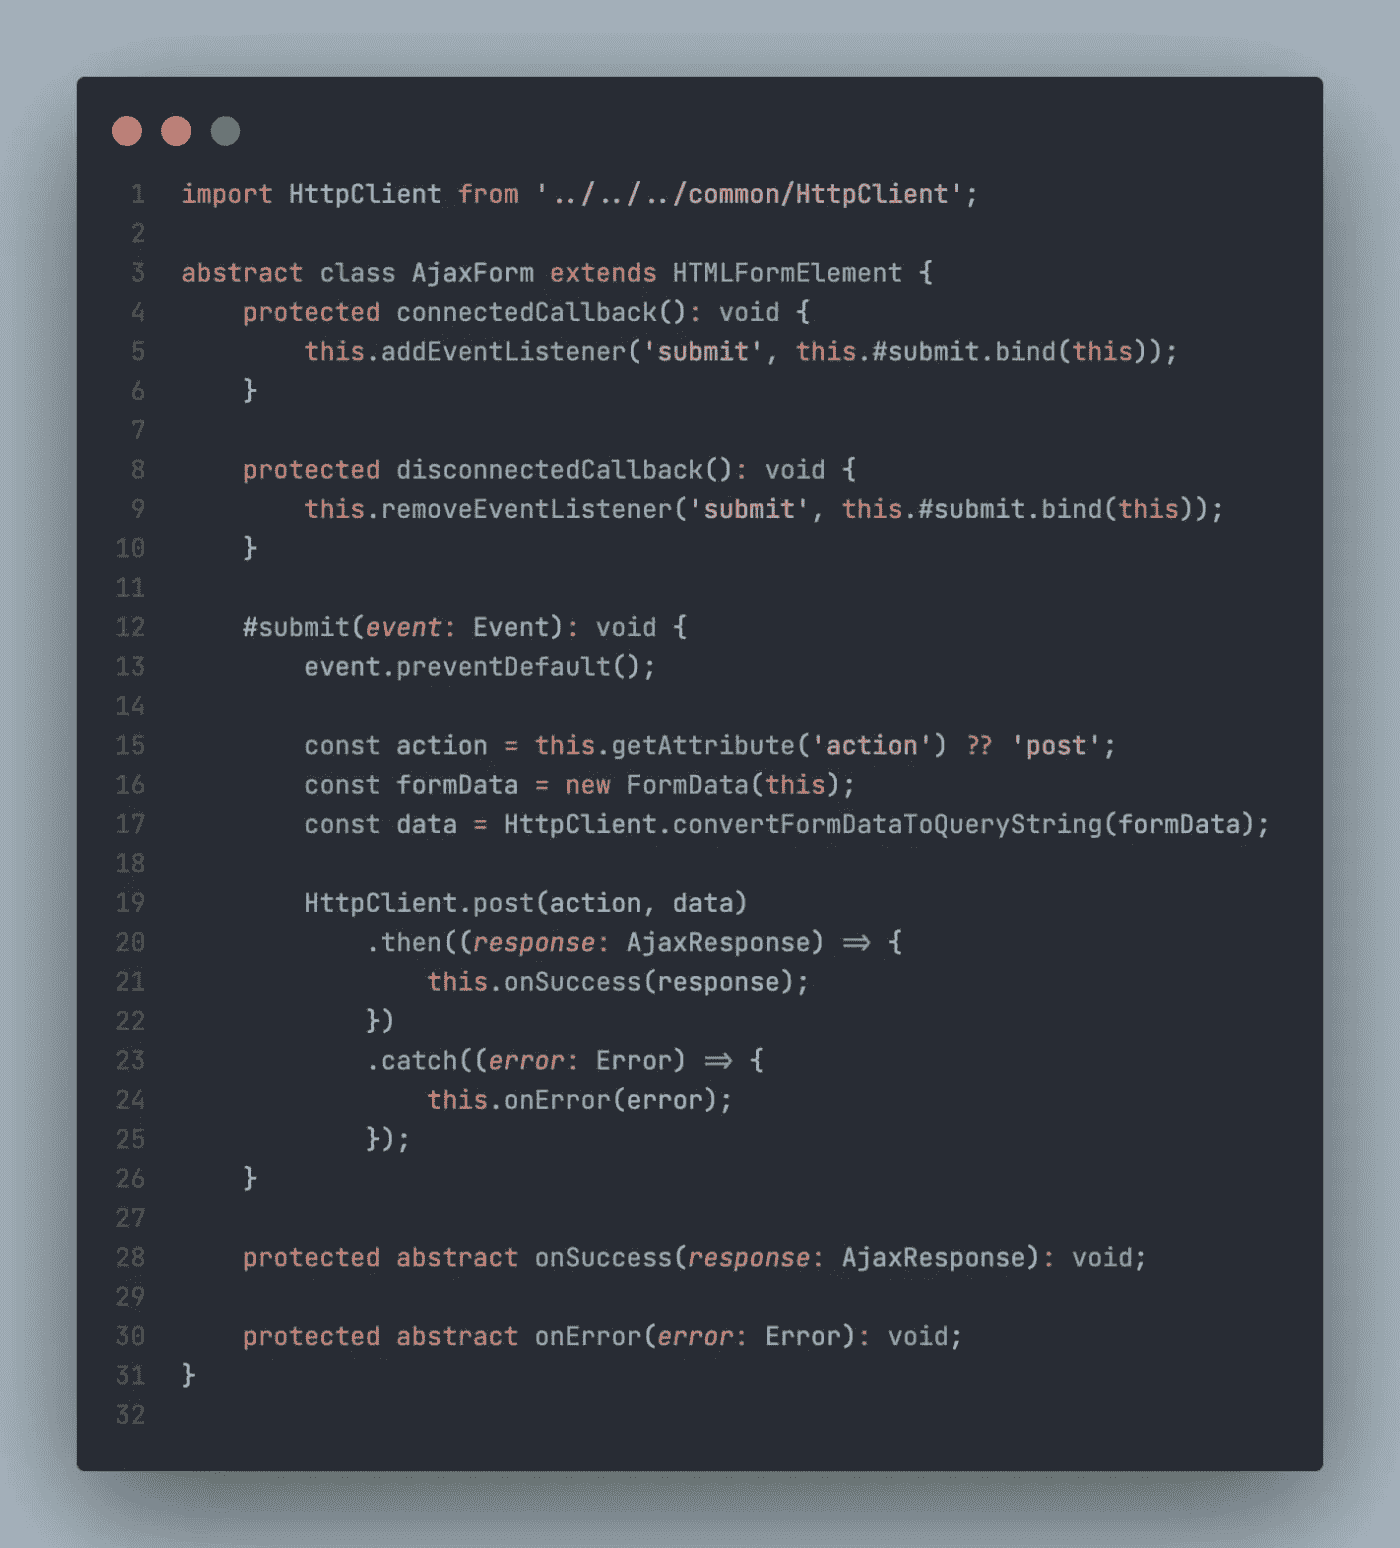 1 import HttpClient from '../../../common/HttpClient';
2
3 abstract class AjaxForm extends HTMLFormElement {
4     protected connectedCallback(): void {
5         this.addEventListener('submit', this.#submit.bind(this));
6     }
7
8     protected disconnectedCallback(): void {
9         this.removeEventListener('submit', this.#submit.bind(this));
10     }
11
12     #submit(event: Event): void {
13         event.preventDefault();
14
15         const action = this.getAttribute('action') ?? 'post';
16         const formData = new FormData(this);
17         const data = HttpClient.convertFormDataToQueryString(formData);
18
19         HttpClient.post(action, data)
20             .then((response: AjaxResponse) => {
21                 this.onSuccess(response);
22             })
23             .catch((error: Error) => {
24                 this.onError(error);
25             });
26     }
27
28     protected abstract onSuccess(response: AjaxResponse): void;
29
30     protected abstract onError(error: Error): void;
31 }
32